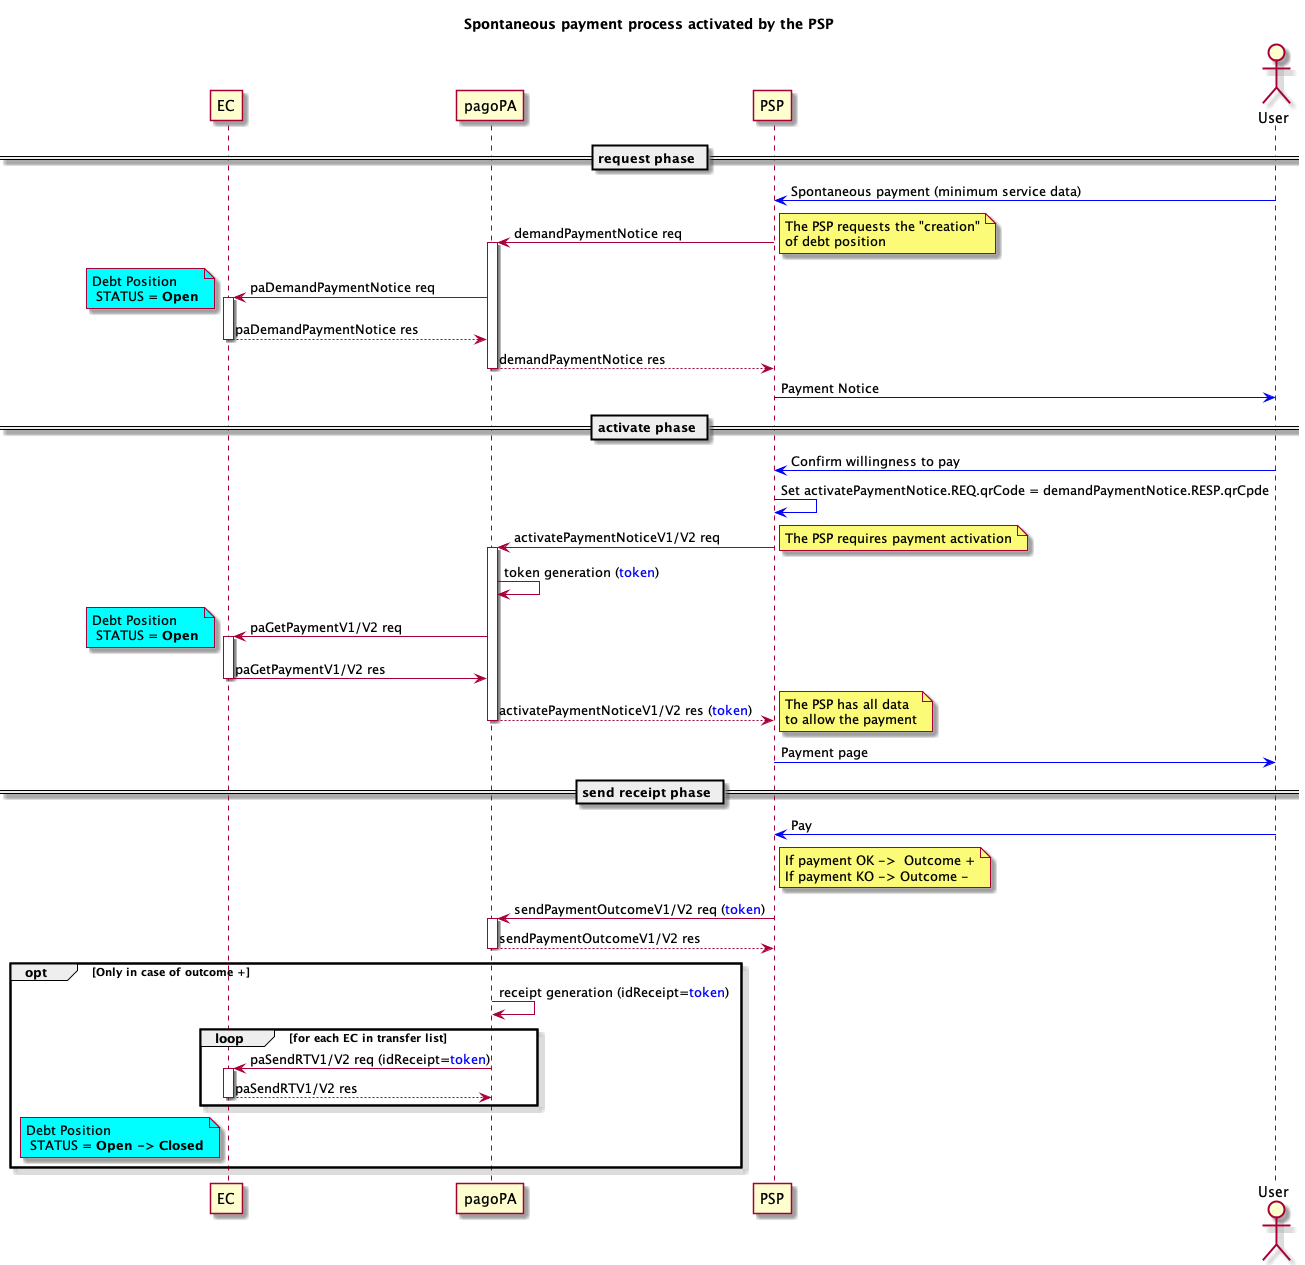 Spontaneous payment process activated by the PSP
User
EC
pagoPA
PSP
request phase
Spontaneous payment (minimum service data)
The PSP requests the "creation"
of debt position
demandPaymentNotice req
Debt Position
STATUS = Open
paDemandPaymentNotice req
paDemandPaymentNotice res
demandPaymentNotice res
Payment Notice
activate phase
Confirm willingness to pay
Set activatePaymentNotice.REQ.qrCode = demandPaymentNotice.RESP.qrCpde
activatePaymentNoticeV1/V2 req
The PSP requires payment activation
token generation (token)
Debt Position
STATUS = Open
paGetPaymentV1/V2 req
paGetPaymentV1/V2 res
The PSP has all data
to allow the payment
activatePaymentNoticeV1/V2 res (token)
Payment page
send receipt phase
Pay
If payment OK -> Outcome +
If payment KO -> Outcome -
sendPaymentOutcomeV1/V2 req (token)
sendPaymentOutcomeV1/V2 res
opt [Only in case of outcome +]
receipt generation (idReceipt=token)
loop [for each EC in transfer list]
paSendRTV1/V2 req (idReceipt=token)
paSendRTV1/V2 res
Debt Position
STATUS = Open -> Closed
EC
pagoPA
PSP
User